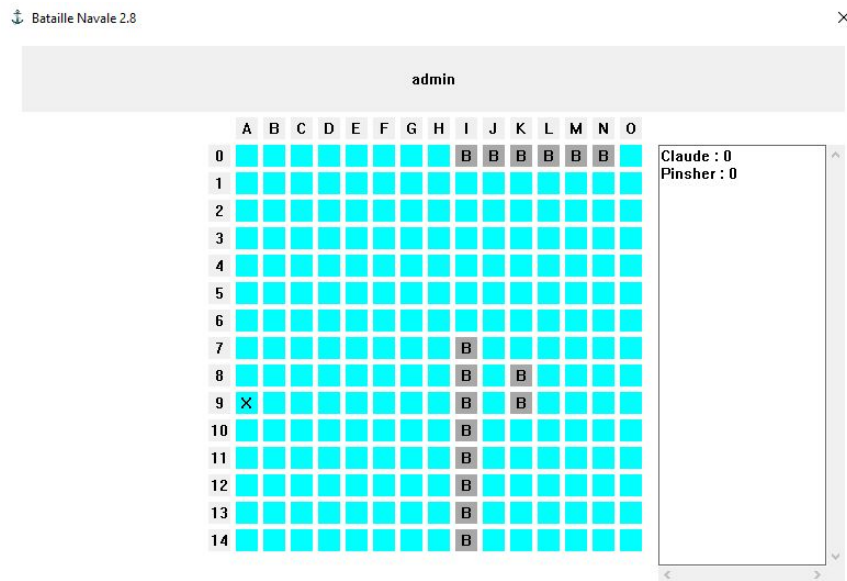 Bataille Navale 2.8
admin
A B C D E F G H I J K L M N O
0 B B B B B B
Claude : 0
Pinsher : 0
1
2
3
4
5
6
7 B
8 B B
9 X B B
10 B
11 B
12 B
13 B
14 B